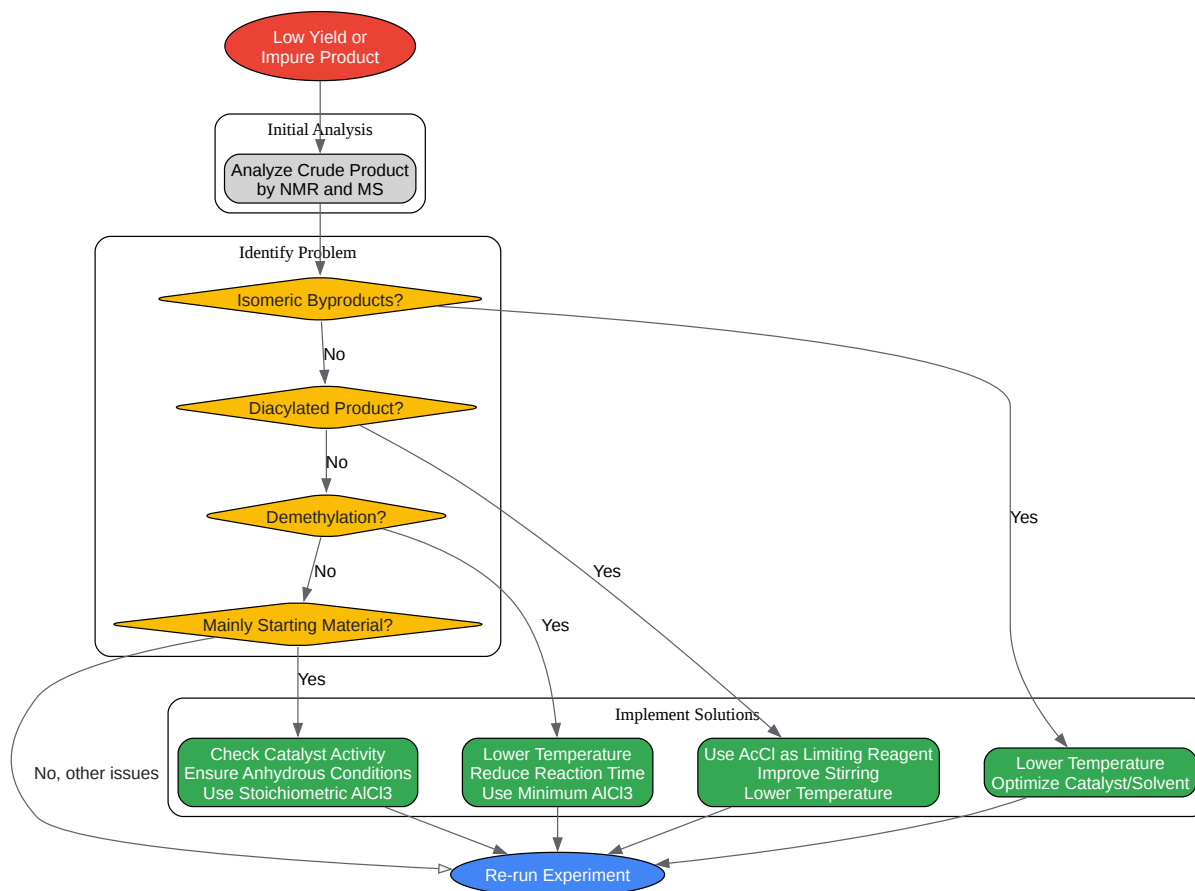 Low Yield or
Impure Product
Initial Analysis
Analyze Crude Product
by NMR and MS
Identify Problem
Isomeric Byproducts?
No
Diacylated Product?
No
Yes
Demethylation?
No
Yes
Yes
Mainly Starting Material?
Yes
No, other issues
Implement Solutions
Check Catalyst Activity
Ensure Anhydrous Conditions
Use Stoichiometric AlCl3
Lower Temperature
Reduce Reaction Time
Use Minimum AlCl3
Use AcCl as Limiting Reagent
Improve Stirring
Lower Temperature
Lower Temperature
Optimize Catalyst/Solvent
Re-run Experiment